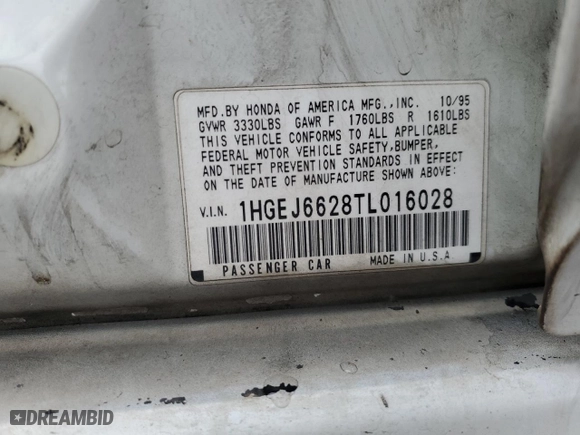 MFD. BY HONDA OF AMERICA MFG., INC. 10/95
GVWR 3330LBS GAWR F 1760LBS R 1610LBS
THIS VEHICLE CONFORMS TO ALL APPLICABLE
FEDERAL MOTOR VEHICLE SAFETY, BUMPER,
AND THEFT PREVENTION STANDARDS IN EFFECT
ON THE DATE OF MANUFACTURE SHOWN ABOVE:
V.I.N. 1HGEJ6628TL016028
PASSENGER CAR MADE IN U.S.A
DREAMBID